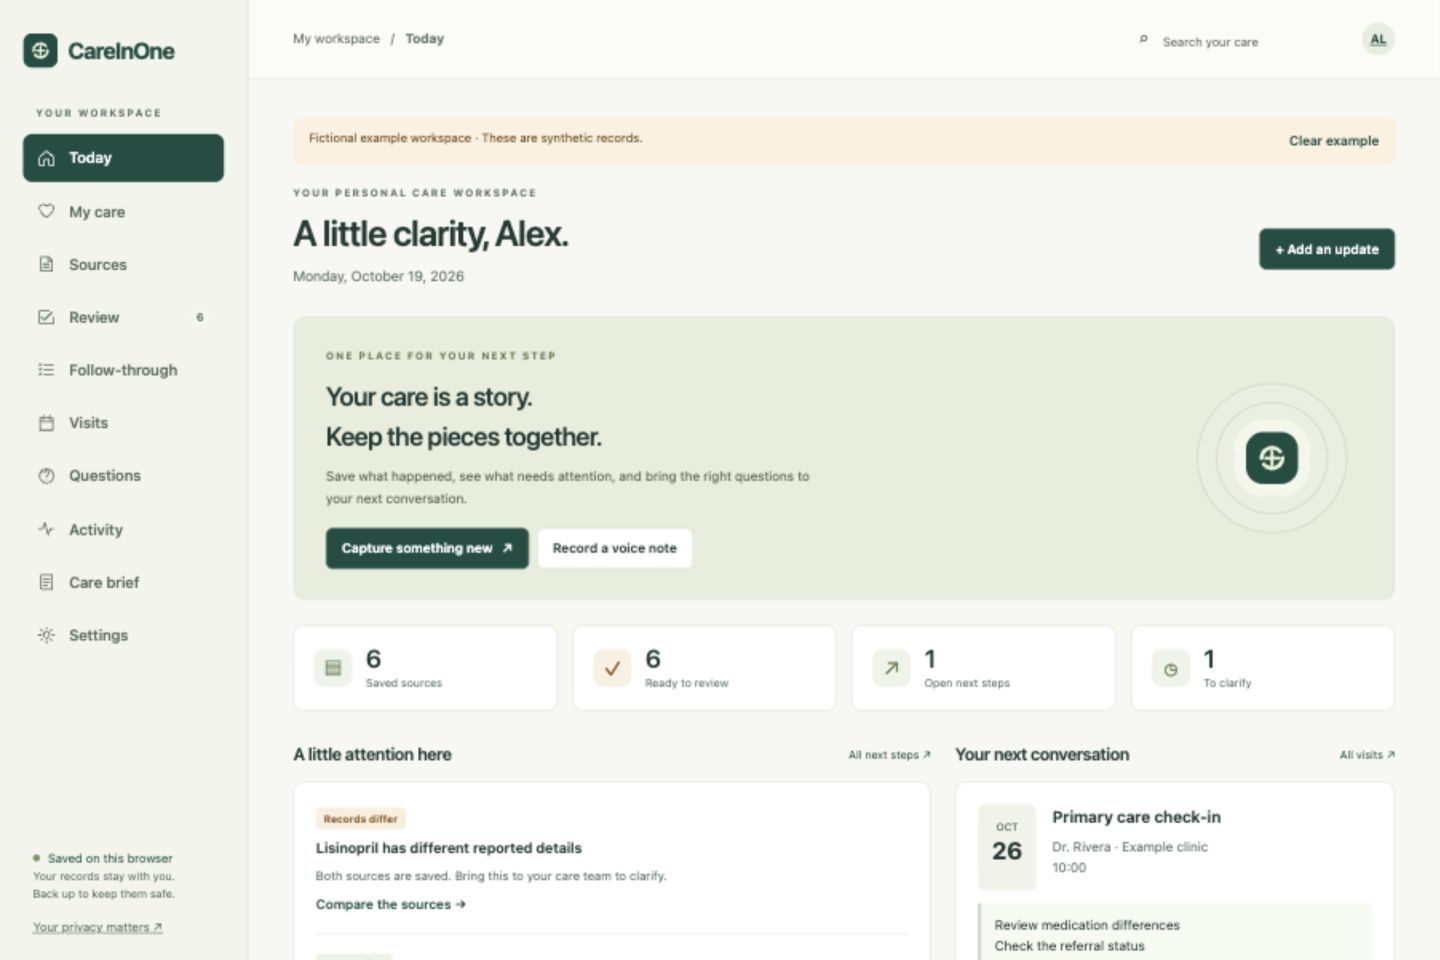 CareInOne
YOUR WORKSPACE
Today
My care
Sources
Review 6
Follow-through
Visits
Questions
Activity
Care brief
Settings
Saved on this browser
Your records stay with you.
Back up to keep them safe.
Your privacy matters ↗
My workspace / Today
Search your care
AL
Fictional example workspace · These are synthetic records.
Clear example
YOUR PERSONAL CARE WORKSPACE
A little clarity, Alex.
Monday, October 19, 2026
+ Add an update
ONE PLACE FOR YOUR NEXT STEP
Your care is a story.
Keep the pieces together.
Save what happened, see what needs attention, and bring the right questions to
your next conversation.
Capture something new ↗
Record a voice note
6
Saved sources
6
Ready to review
1
Open next steps
1
To clarify
A little attention here
All next steps ↗
Records differ
Lisinopril has different reported details
Both sources are saved. Bring this to your care team to clarify.
Compare the sources →
Your next conversation
All visits ↗
OCT
26
Primary care check-in
Dr. Rivera · Example clinic
10:00
Review medication differences
Check the referral status